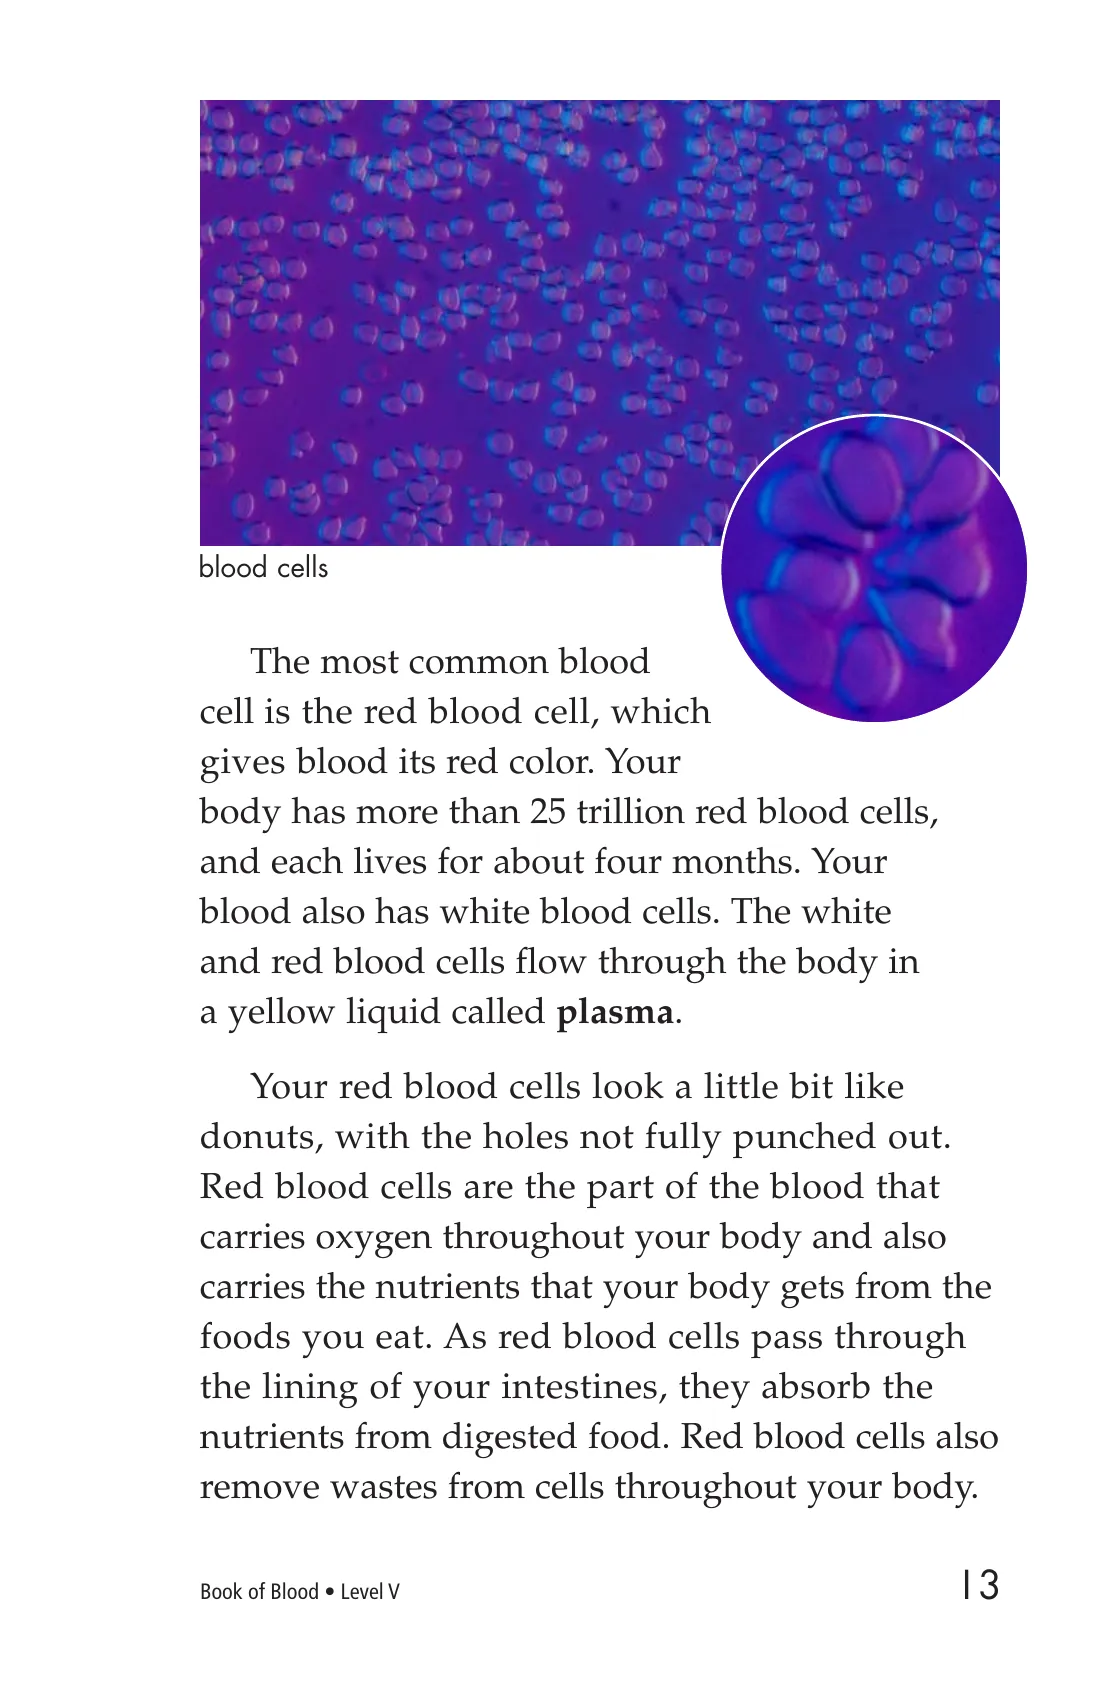 blood cells
The most common blood
cell is the red blood cell, which
gives blood its red color. Your
body has more than 25 trillion red blood cells,
and each lives for about four months. Your
blood also has white blood cells. The white
and red blood cells flow through the body in
a yellow liquid called plasma.
Your red blood cells look a little bit like
donuts, with the holes not fully punched out.
Red blood cells are the part of the blood that
carries oxygen throughout your body and also
carries the nutrients that your body gets from the
foods you eat. As red blood cells pass through
the lining of your intestines, they absorb the
nutrients from digested food. Red blood cells also
remove wastes from cells throughout your body.
Book of Blood • Level V
13